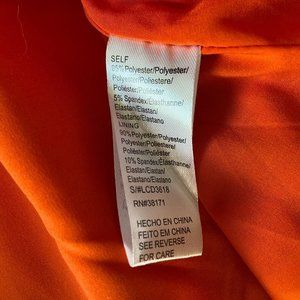 SELF
95% Polyester/Polyester/
Polyester/Poliestere/
Poliester/Poliéster
5% Spandex/Elasthanne/
Elastan/Elastan/
Elastano/Elastano
LINING
90% Polyester/Polyester/
Polyester/Poliestere/
Poliester/Poliéster
10% Spandex/Elasthanne/
Elastan/Elastan/
Elastano/Elastano
S/#LCD3618
RN#38171
HECHO EN CHINA
FEITO EM CHINA
SEE REVERSE
FOR CARE